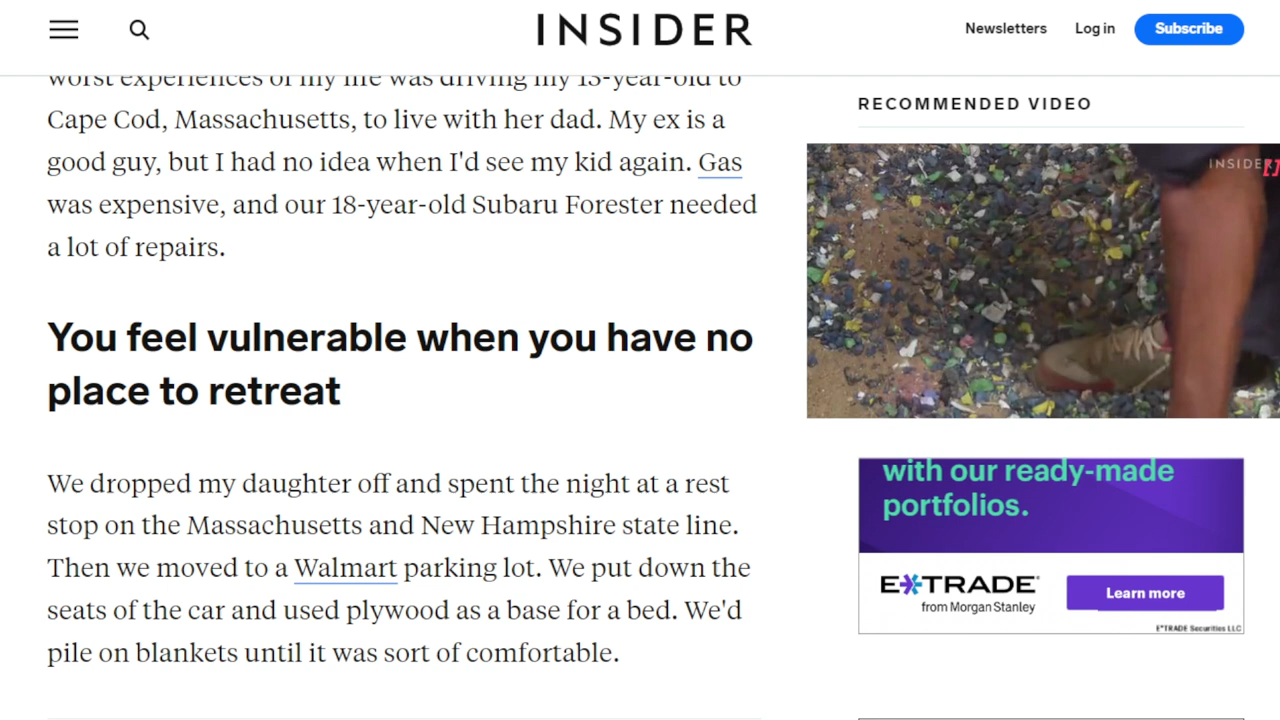 INSIDER
Newsletters
Log in
Subscribe
worst experiences of my life was driving my 13-year-old to
Cape Cod, Massachusetts, to live with her dad. My ex is a
good guy, but I had no idea when I'd see my kid again. Gas
was expensive, and our 18-year-old Subaru Forester needed
a lot of repairs.
You feel vulnerable when you have no
place to retreat
We dropped my daughter off and spent the night at a rest
stop on the Massachusetts and New Hampshire state line.
Then we moved to a Walmart parking lot. We put down the
seats of the car and used plywood as a base for a bed. We'd
pile on blankets until it was sort of comfortable.
RECOMMENDED VIDEO
INSIDER
with our ready-made
portfolios.
E*TRADE
from Morgan Stanley
Learn more
E*TRADE Securities LLC